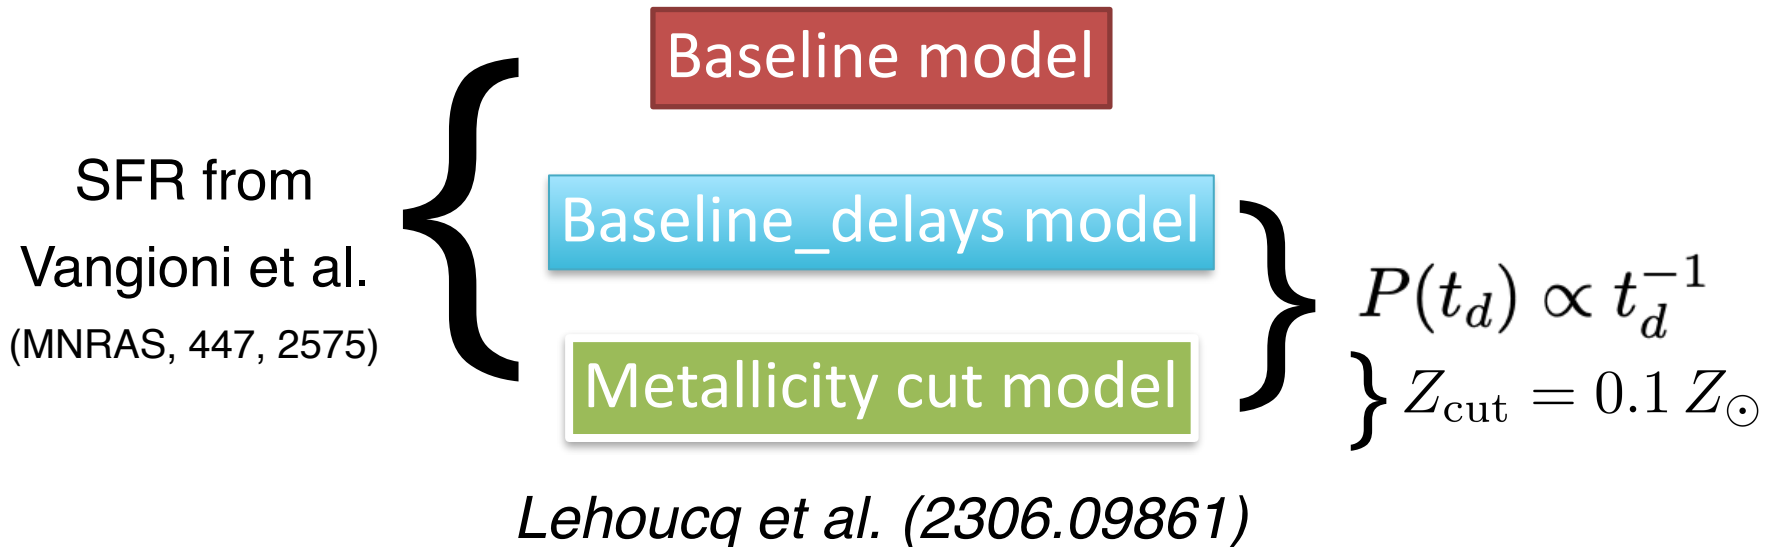 Baseline model
SFR from
Vangioni et al.
(MNRAS, 447, 2575)
Baseline_delays model
Metallicity cut model
P(t_d) ∝ t_d^{-1}
Z_cut = 0.1 Z_⊙
Lehoucq et al. (2306.09861)